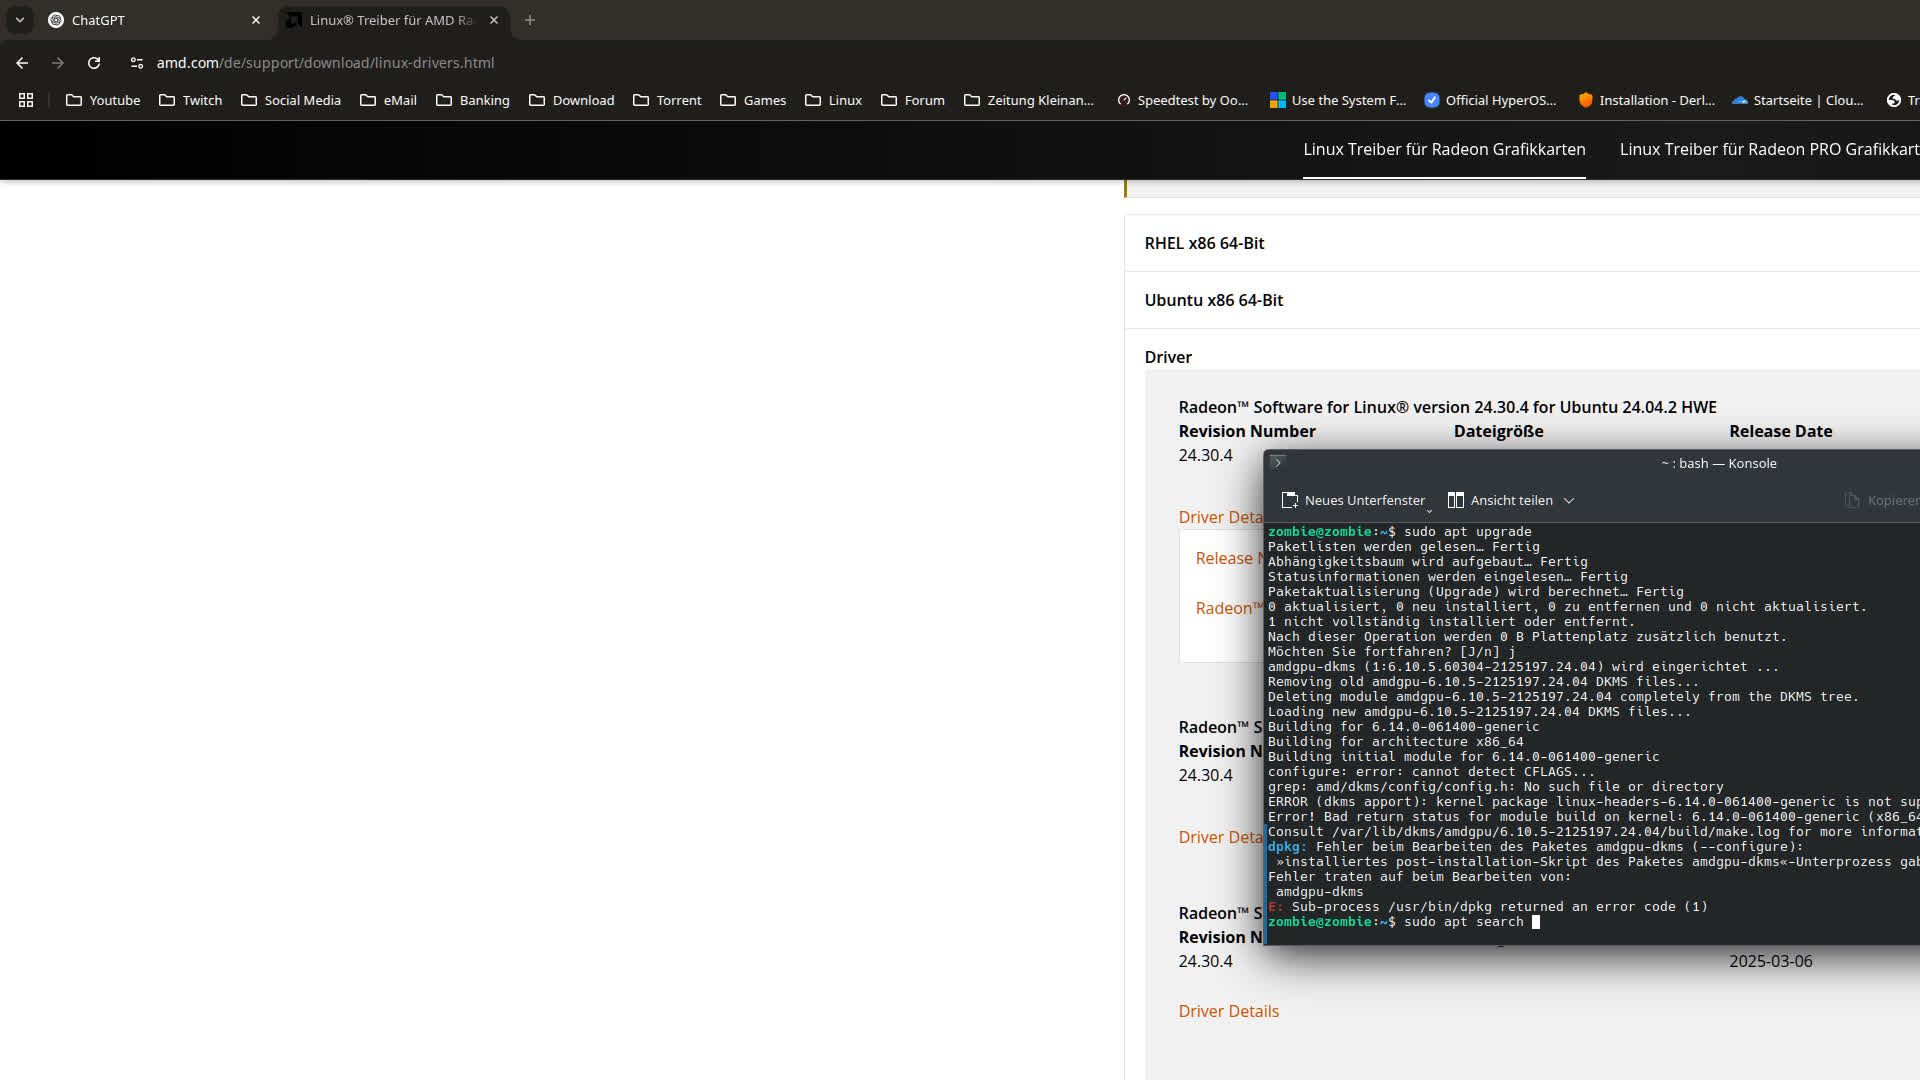 ChatGPT
Linux® Treiber für AMD Ra
amd.com/de/support/download/linux-drivers.html
Youtube Twitch Social Media eMail Banking Download Torrent Games Linux Forum Zeitung Kleinan... Speedtest by Oo... Use the System F... Official HyperOS... Installation - Derl... Startseite | Clou... Tr
Linux Treiber für Radeon Grafikkarten Linux Treiber für Radeon PRO Grafikkart
RHEL x86 64-Bit
Ubuntu x86 64-Bit
Driver
Radeon™ Software for Linux® version 24.30.4 for Ubuntu 24.04.2 HWE
Revision Number Dateigröße Release Date
24.30.4
Driver Deta
Release N
Radeon™
Radeon™ S
Revision N
24.30.4
Driver Deta
Radeon™ S
Revision N
24.30.4 2025-03-06
Driver Details
~ : bash — Konsole
Neues Unterfenster Ansicht teilen Kopieren
zombie@zombie:~$ sudo apt upgrade
Paketlisten werden gelesen… Fertig
Abhängigkeitsbaum wird aufgebaut… Fertig
Statusinformationen werden eingelesen… Fertig
Paketaktualisierung (Upgrade) wird berechnet… Fertig
0 aktualisiert, 0 neu installiert, 0 zu entfernen und 0 nicht aktualisiert.
1 nicht vollständig installiert oder entfernt.
Nach dieser Operation werden 0 B Plattenplatz zusätzlich benutzt.
Möchten Sie fortfahren? [J/n] j
amdgpu-dkms (1:6.10.5.60304-2125197.24.04) wird eingerichtet ...
Removing old amdgpu-6.10.5-2125197.24.04 DKMS files...
Deleting module amdgpu-6.10.5-2125197.24.04 completely from the DKMS tree.
Loading new amdgpu-6.10.5-2125197.24.04 DKMS files...
Building for 6.14.0-061400-generic
Building for architecture x86_64
Building initial module for 6.14.0-061400-generic
configure: error: cannot detect CFLAGS...
grep: amd/dkms/config/config.h: No such file or directory
ERROR (dkms apport): kernel package linux-headers-6.14.0-061400-generic is not sup
Error! Bad return status for module build on kernel: 6.14.0-061400-generic (x86_64
Consult /var/lib/dkms/amdgpu/6.10.5-2125197.24.04/build/make.log for more informat
dpkg: Fehler beim Bearbeiten des Paketes amdgpu-dkms (--configure):
»installiertes post-installation-Skript des Paketes amdgpu-dkms«-Unterprozess gab
Fehler traten auf beim Bearbeiten von:
amdgpu-dkms
E: Sub-process /usr/bin/dpkg returned an error code (1)
zombie@zombie:~$ sudo apt search